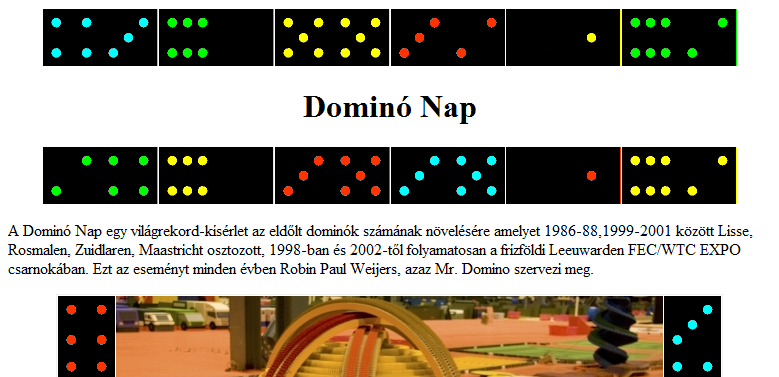 Dominó Nap
A Dominó Nap egy világrekord-kisérlet az eldőlt dominók számának növelésére amelyet 1986-88,1999-2001 között Lisse,
Rosmalen, Zuidlaren, Maastricht osztozott, 1998-ban és 2002-től folyamatosan a frizföldi Leeuwarden FEC/WTC EXPO
csarnokában. Ezt az eseményt minden évben Robin Paul Weijers, azaz Mr. Domino szervezi meg.